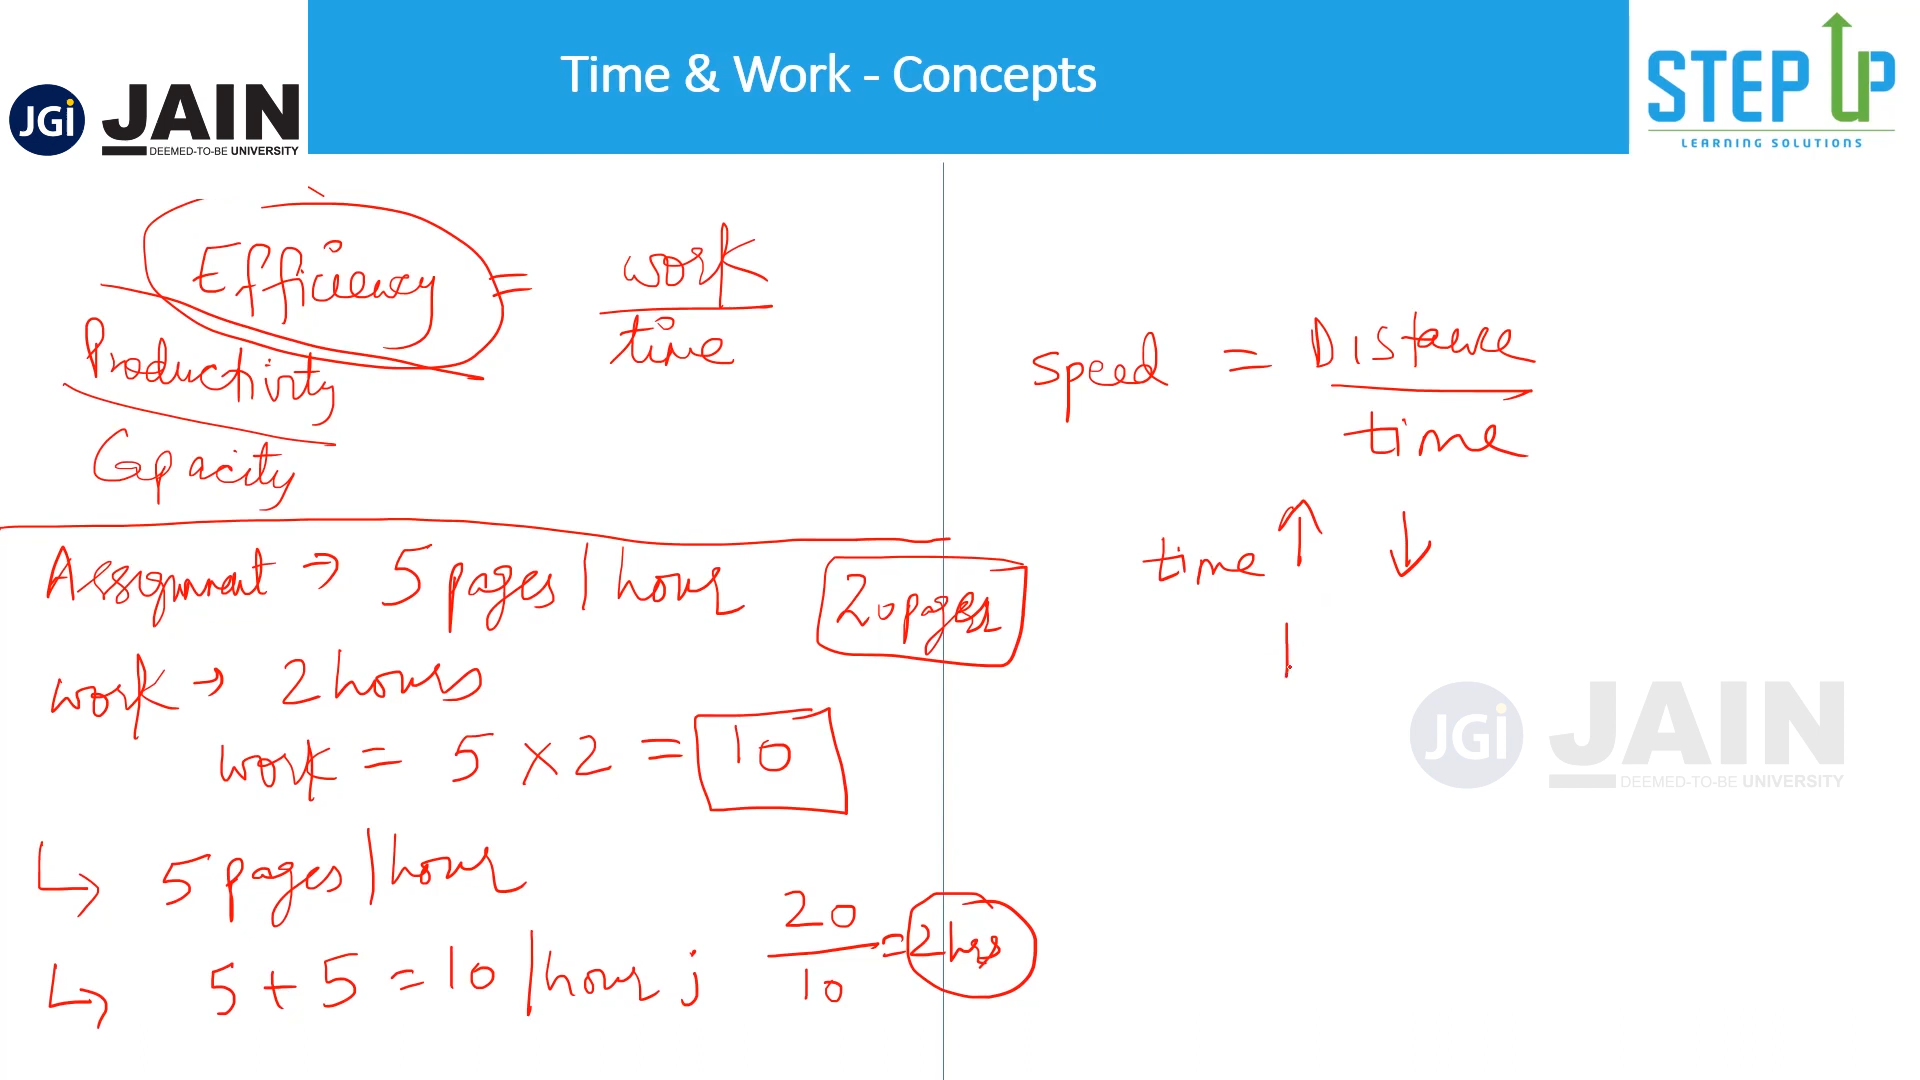 JGi JAIN
DEEMED-TO-BE UNIVERSITY
Time & Work - Concepts
STEP UP
LEARNING SOLUTIONS
Efficiency = work
time
Productivity
Capacity
Assignment → 5 pages / hour
20 pages
work → 2 hours
work = 5 × 2 = 10
↳ 5 pages / hour
↳ 5 + 5 = 10 / hour ;
20
10
= 2 hrs
speed = Distance
time
time ↑ ↓
JGi JAIN
DEEMED-TO-BE UNIVERSITY